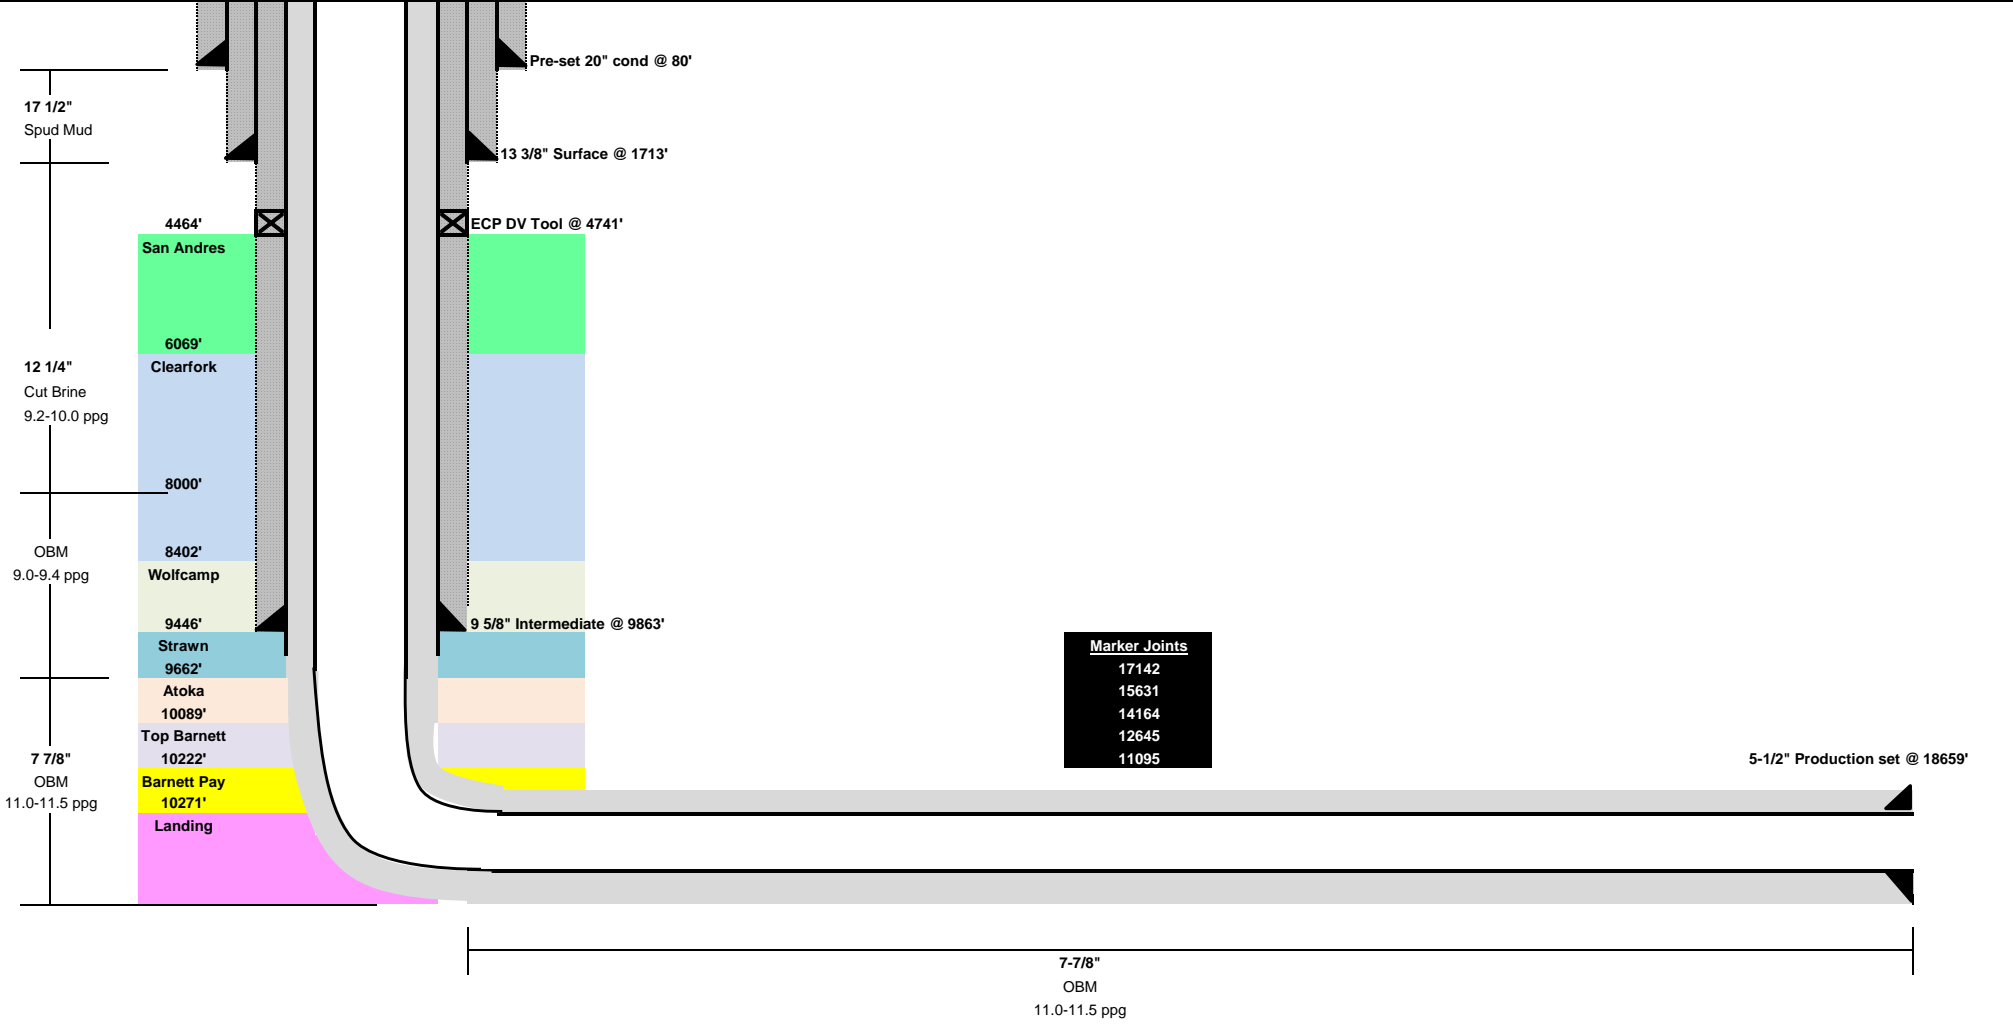 Pre-set 20" cond @ 80'
17 1/2"
Spud Mud
13 3/8" Surface @ 1713'
4464'
ECP DV Tool @ 4741'
San Andres
6069'
Clearfork
12 1/4"
Cut Brine
9.2-10.0 ppg
8000'
OBM
9.0-9.4 ppg
8402'
Wolfcamp
9446'
9 5/8" Intermediate @ 9863'
Strawn
9662'
Atoka
10089'
Top Barnett
10222'
Barnett Pay
10271'
Landing
7 7/8"
OBM
11.0-11.5 ppg
Marker Joints
17142
15631
14164
12645
11095
5-1/2" Production set @ 18659'
7-7/8"
OBM
11.0-11.5 ppg